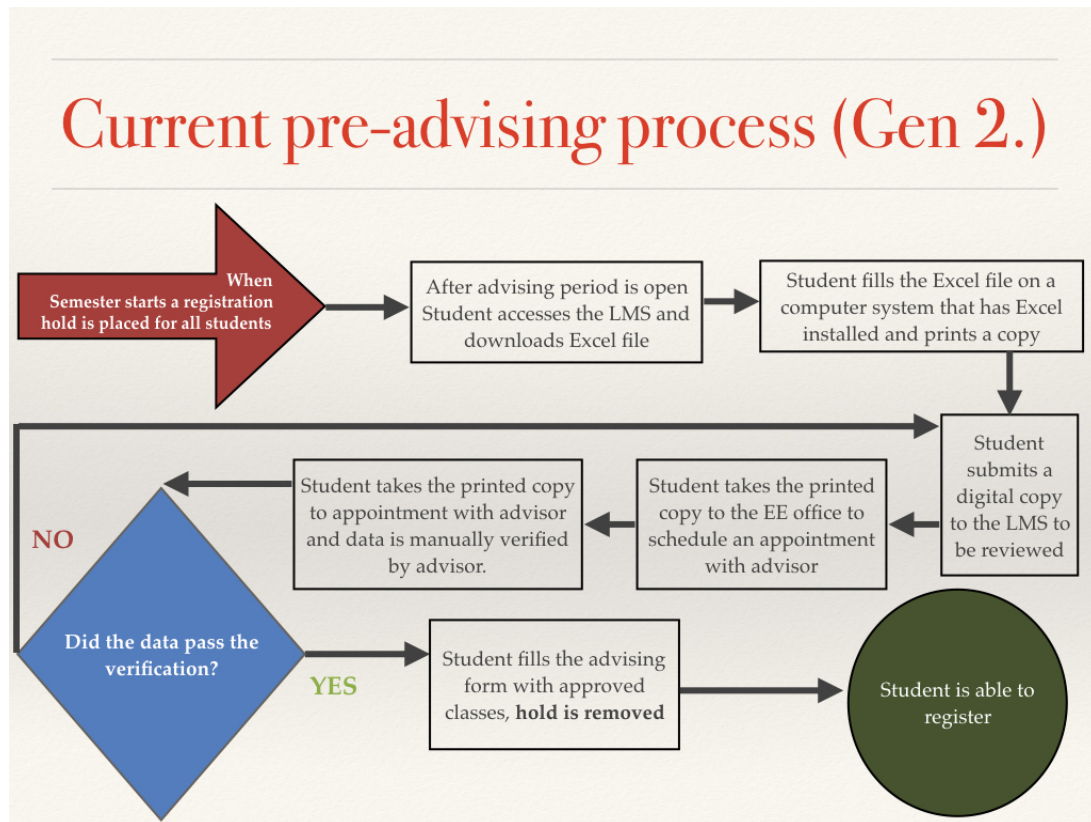 Current pre-advising process (Gen 2.)
When
Semester starts a registration
hold is placed for all students
After advising period is open
Student accesses the LMS and
downloads Excel file
Student fills the Excel file on a
computer system that has Excel
installed and prints a copy
Student
submits a
digital copy
to the LMS to
be reviewed
Student takes the printed
copy to the EE office to
schedule an appointment
with advisor
Student takes the printed copy
to appointment with advisor
and data is manually verified
by advisor.
Did the data pass the
verification?
NO
YES
Student fills the advising
form with approved
classes, hold is removed
Student is able to
register